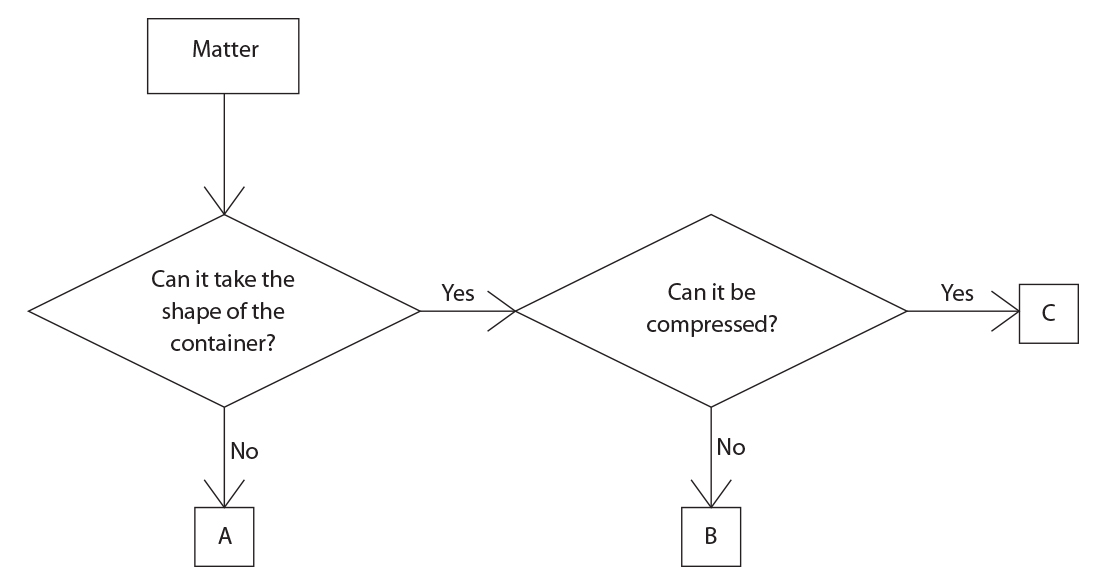 Matter
Can it take the
shape of the
container?
Yes
Can it be
compressed?
Yes
C
No
No
A
B